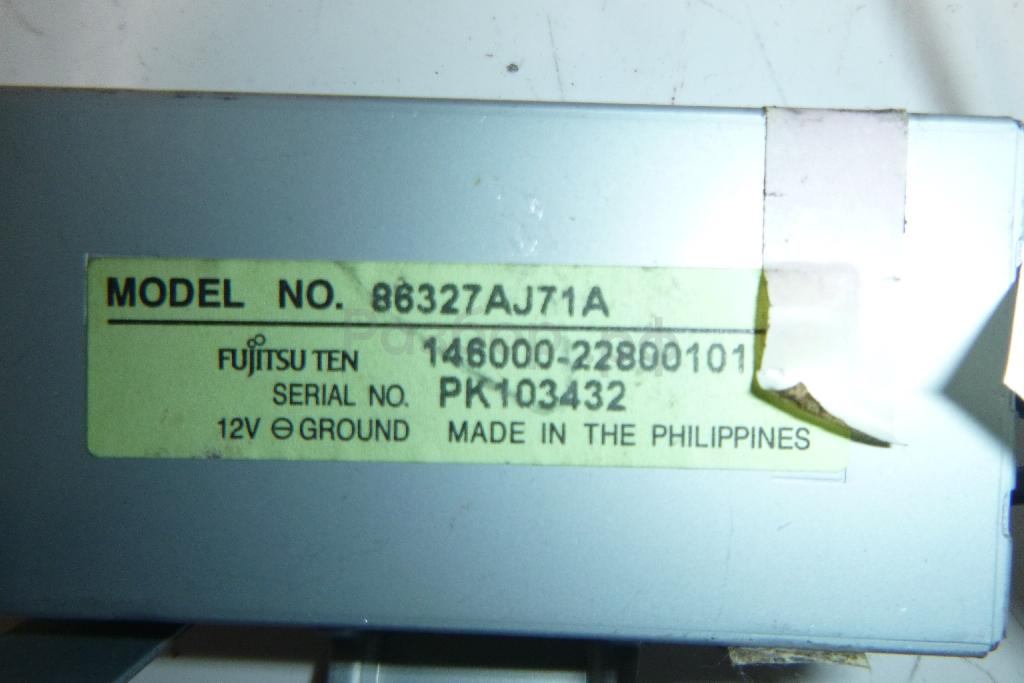 MODEL NO. 86327AJ71A
FUJITSU TEN 146000-22800101
SERIAL NO. PK103432
12V ⊖ GROUND MADE IN THE PHILIPPINES